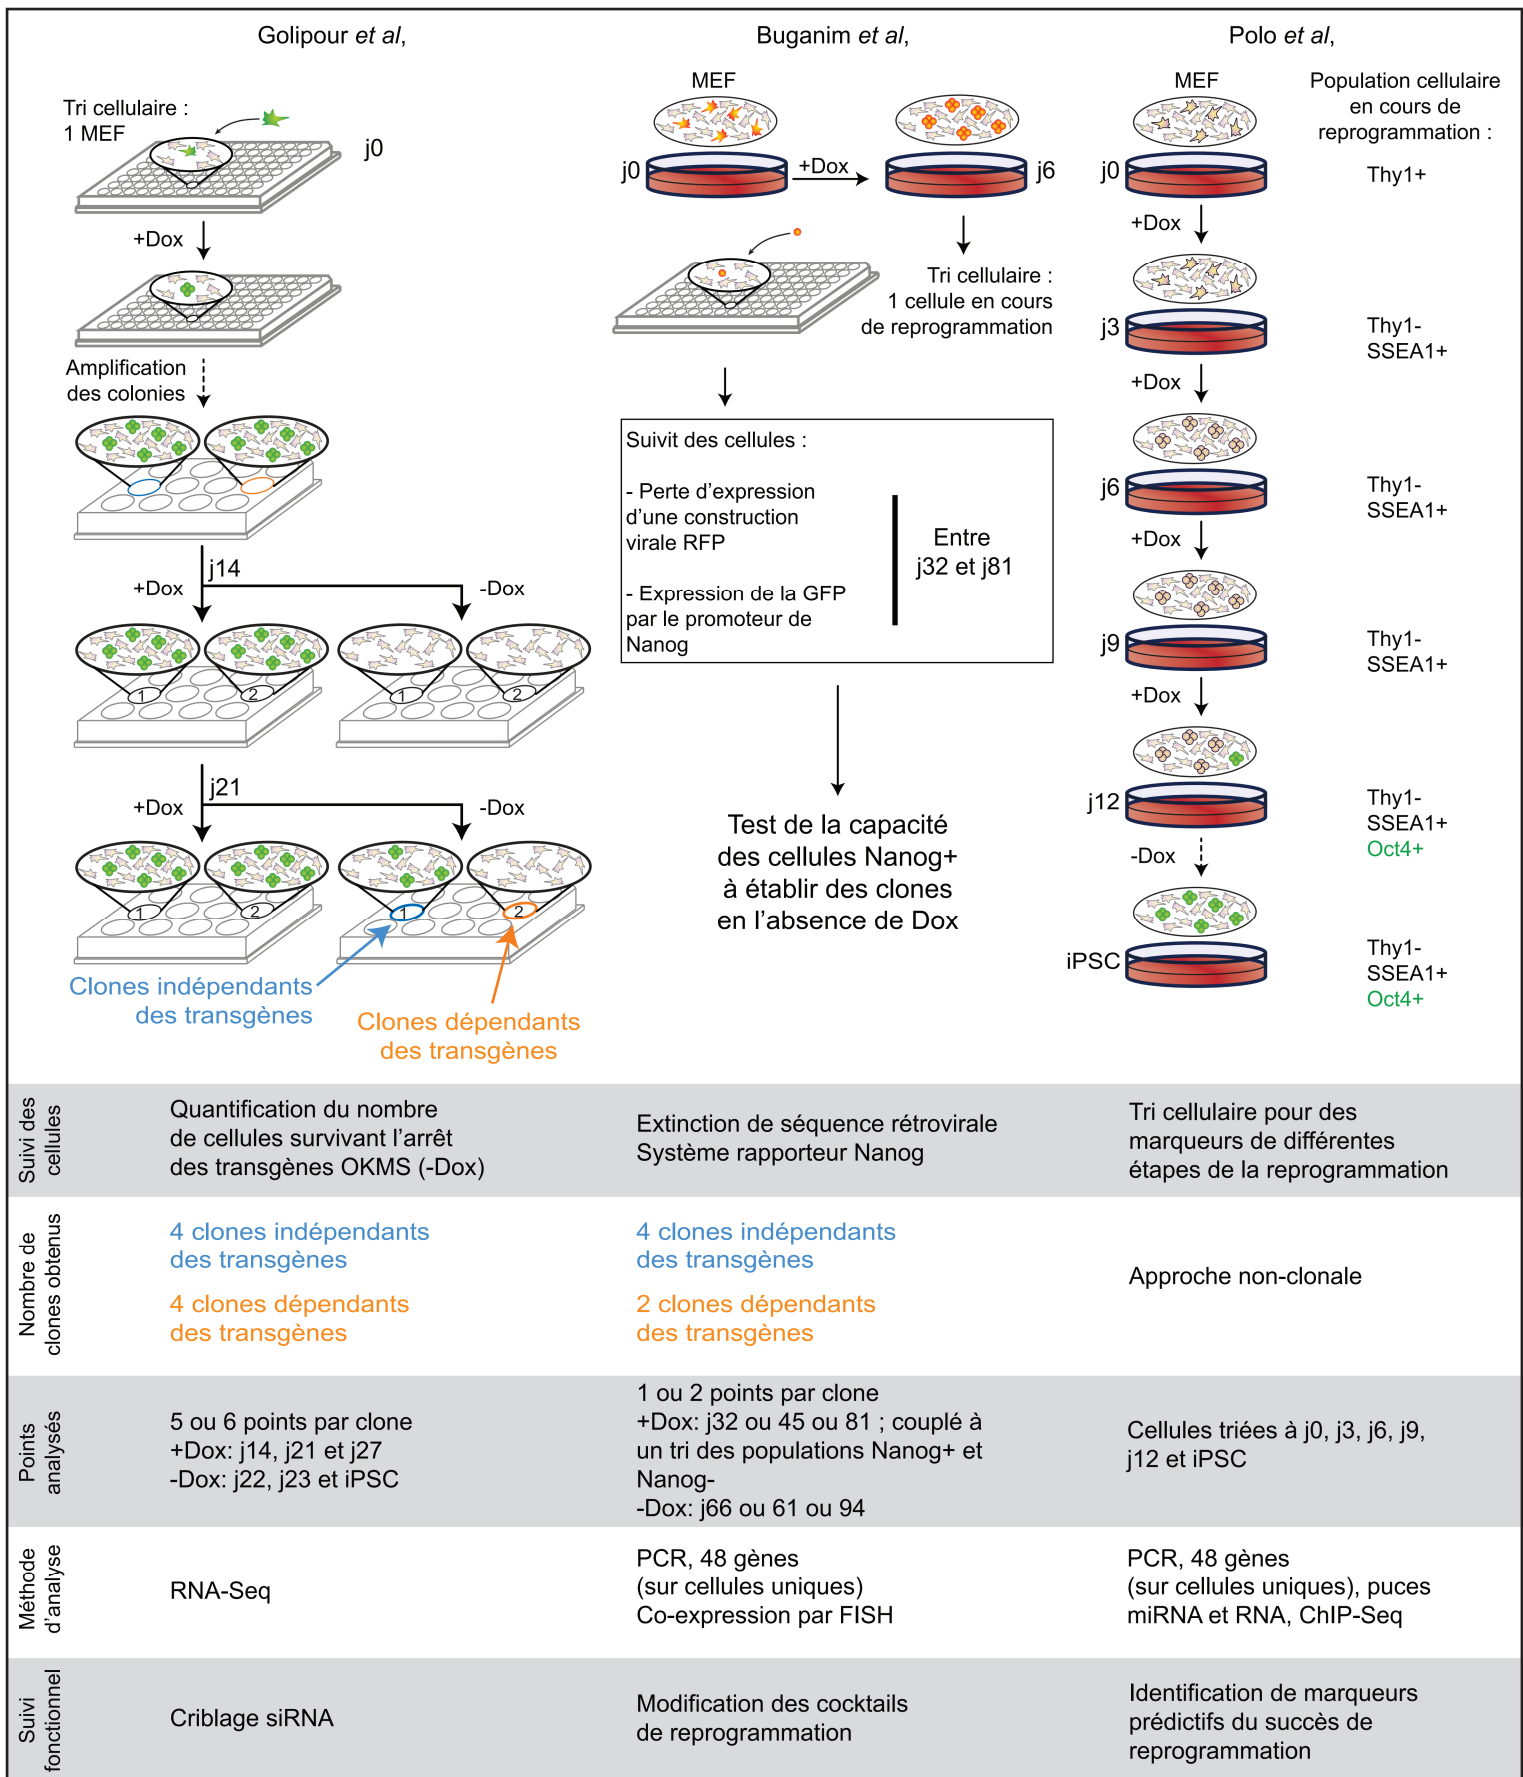 Golipour et al,
Tri cellulaire :
1 MEF
j0
+Dox
Amplification
des colonies
j14
+Dox
-Dox
1
2
1
2
j21
+Dox
-Dox
1
2
1
2
Clones indépendants
des transgènes
Clones dépendants
des transgènes
Buganim et al,
MEF
j0
+Dox
j6
Tri cellulaire :
1 cellule en cours
de reprogrammation
Suivit des cellules :
- Perte d'expression
d'une construction
virale RFP
- Expression de la GFP
par le promoteur de
Nanog
Entre
j32 et j81
Test de la capacité
des cellules Nanog+
à établir des clones
en l'absence de Dox
Polo et al,
MEF
Population cellulaire
en cours de
reprogrammation :
j0
Thy1+
+Dox
j3
Thy1-
SSEA1+
+Dox
j6
Thy1-
SSEA1+
+Dox
j9
Thy1-
SSEA1+
+Dox
j12
Thy1-
SSEA1+
Oct4+
-Dox
iPSC
Thy1-
SSEA1+
Oct4+
Suivi des
cellules
Quantification du nombre
de cellules survivant l'arrêt
des transgènes OKMS (-Dox)
Extinction de séquence rétrovirale
Système rapporteur Nanog
Tri cellulaire pour des
marqueurs de différentes
étapes de la reprogrammation
Nombre de
clones obtenus
4 clones indépendants
des transgènes
4 clones dépendants
des transgènes
4 clones indépendants
des transgènes
2 clones dépendants
des transgènes
Approche non-clonale
Points
analysés
5 ou 6 points par clone
+Dox: j14, j21 et j27
-Dox: j22, j23 et iPSC
1 ou 2 points par clone
+Dox: j32 ou 45 ou 81 ; couplé à
un tri des populations Nanog+ et
Nanog-
-Dox: j66 ou 61 ou 94
Cellules triées à j0, j3, j6, j9,
j12 et iPSC
Méthode
d'analyse
RNA-Seq
PCR, 48 gènes
(sur cellules uniques)
Co-expression par FISH
PCR, 48 gènes
(sur cellules uniques), puces
miRNA et RNA, ChIP-Seq
Suivi
fonctionnel
Criblage siRNA
Modification des cocktails
de reprogrammation
Identification de marqueurs
prédictifs du succès de
reprogrammation